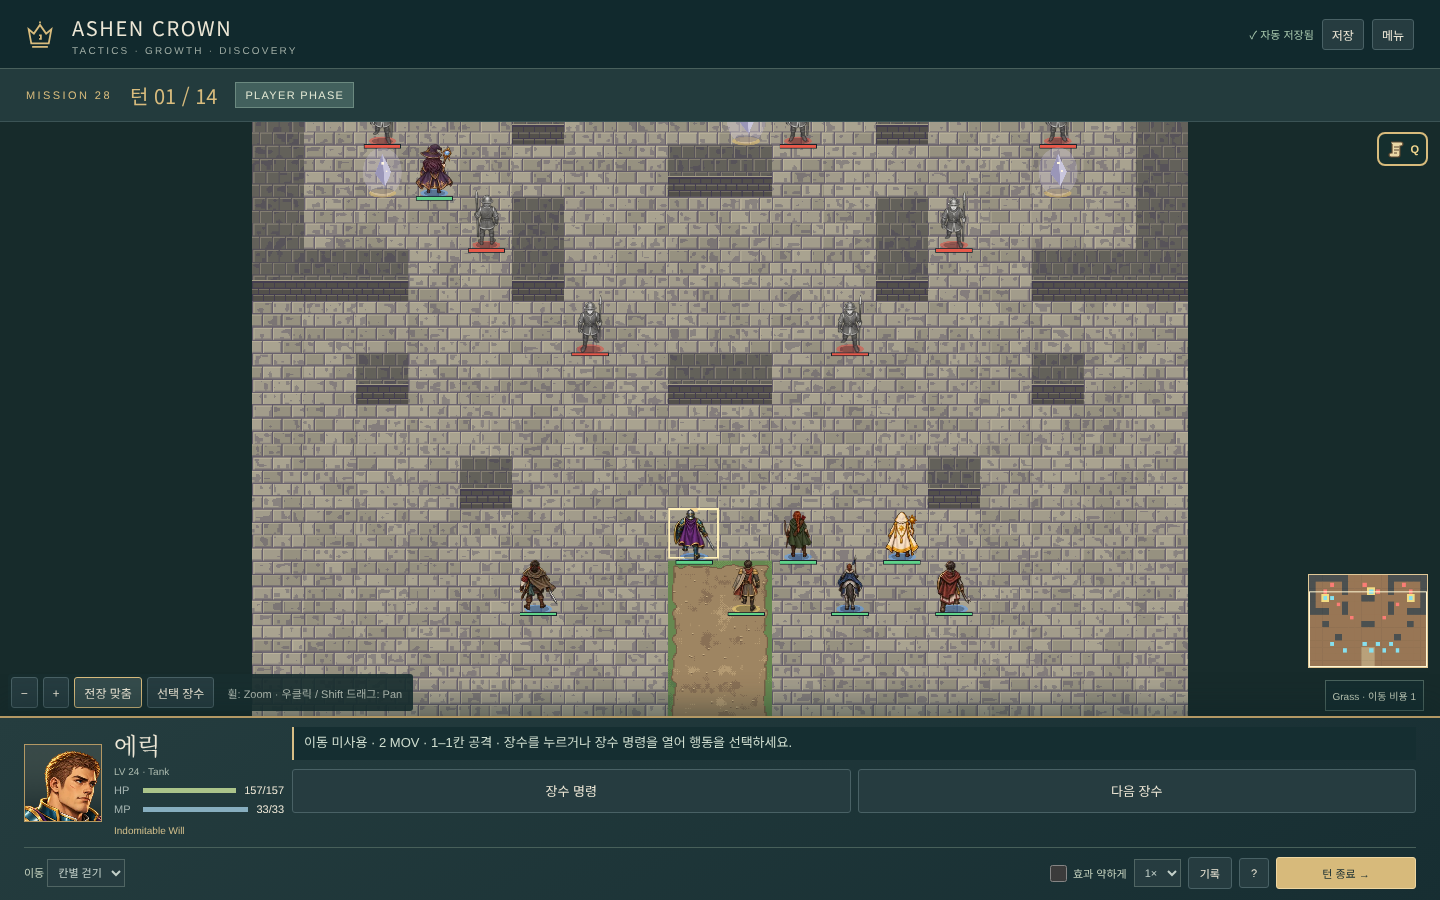 ASHEN CROWN
TACTICS · GROWTH · DISCOVERY
✓ 자동 저장됨
저장
메뉴
MISSION 28
턴 01 / 14
PLAYER PHASE
Q
−
+
전장 맞춤
선택 장수
휠: Zoom · 우클릭 / Shift 드래그: Pan
Grass · 이동 비용 1
에릭
LV 24 · Tank
HP 157/157
MP 33/33
Indomitable Will
이동 미사용 · 2 MOV · 1–1칸 공격 · 장수를 누르거나 장수 명령을 열어 행동을 선택하세요.
장수 명령
다음 장수
이동
칸별 걷기
효과 약하게
1×
기록
?
턴 종료 →